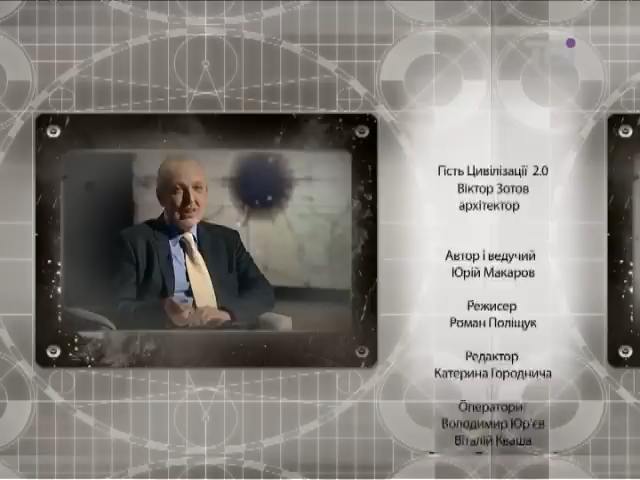 Гість Цивілізації 2.0
Віктор Зотов
архітектор
Автор і ведучий
Юрій Макаров
Режисер
Роман Поліщук
Редактор
Катерина Городнича
Оператори
Володимир Юр'єв
Віталій Кваша